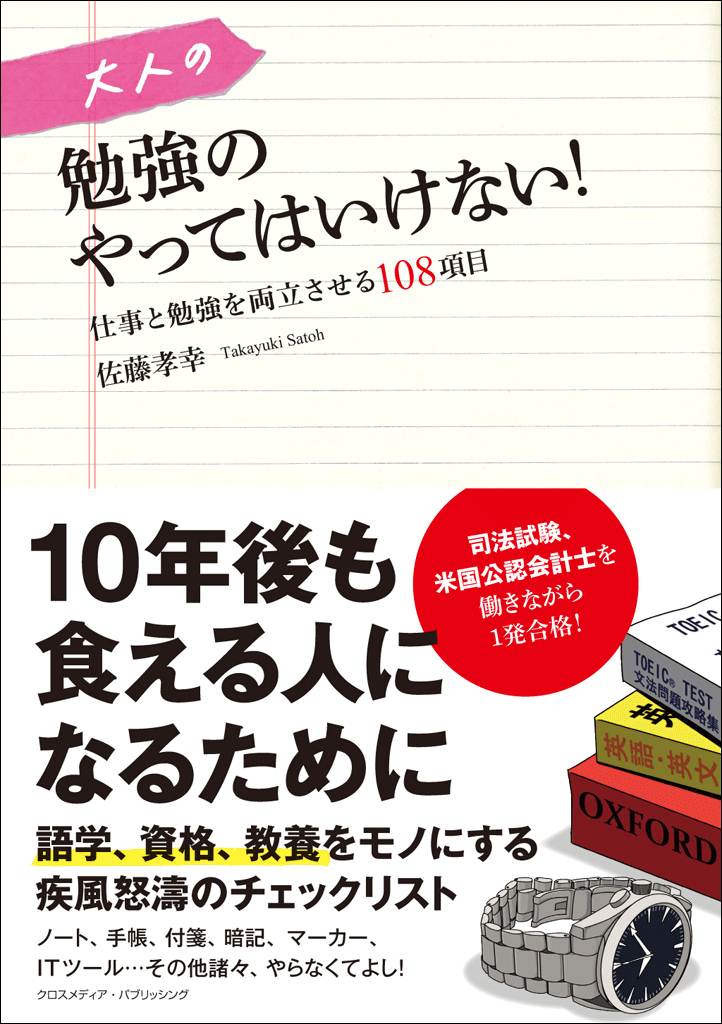 大人の
勉強の
やってはいけない!
仕事と勉強を両立させる108項目
佐藤孝幸 Takayuki Satoh
10年後も
食える人に
なるために
司法試験、
米国公認会計士を
働きながら
1発合格!
語学、資格、教養をモノにする
疾風怒濤のチェックリスト
ノート、手帳、付箋、暗記、マーカー、
ITツール…その他諸々、やらなくてよし!
クロスメディア・パブリッシング
TOEIC
TOEIC® TEST
文法問題攻略集
英語・英文
OXFORD